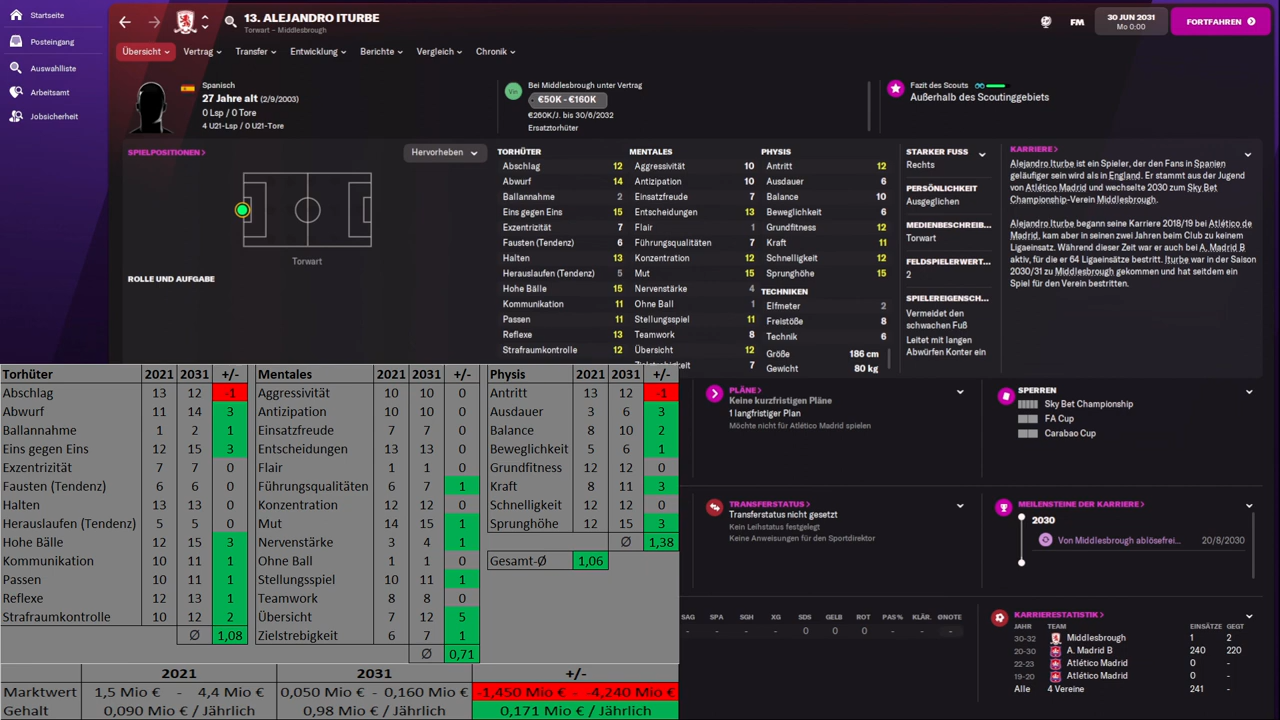 Startseite
Posteingang
Auswahlliste
Arbeitsamt
Jobsicherheit
13. ALEJANDRO ITURBE
Torwart - Middlesbrough
FM
30 JUN 2031
Mo 0:00
FORTFAHREN
Übersicht Vertrag Transfer Entwicklung Berichte Vergleich Chronik
Spanisch
27 Jahre alt (2/9/2003)
0 Lsp / 0 Tore
4 U21-Lsp / 0 U21-Tore
Vin
Bei Middlesbrough unter Vertrag
€50K - €160K
€260K/J. bis 30/6/2032
Ersatztorhüter
Fazit des Scouts
Außerhalb des Scoutinggebiets
SPIELPOSITIONEN
Hervorheben
Torwart
ROLLE UND AUFGABE
TORHÜTER
Abschlag 12
Abwurf 14
Ballannahme 2
Eins gegen Eins 15
Exzentrizität 7
Fausten (Tendenz) 6
Halten 13
Herauslaufen (Tendenz) 5
Hohe Bälle 15
Kommunikation 11
Passen 11
Reflexe 13
Strafraumkontrolle 12
MENTALES
Aggressivität 10
Antizipation 10
Einsatzfreude 7
Entscheidungen 13
Flair 1
Führungsqualitäten 7
Konzentration 12
Mut 15
Nervenstärke 4
Ohne Ball 1
Stellungsspiel 11
Teamwork 8
Übersicht 12
Zielstrebigkeit 7
PHYSIS
Antritt 12
Ausdauer 6
Balance 10
Beweglichkeit 6
Grundfitness 12
Kraft 11
Schnelligkeit 12
Sprunghöhe 15
TECHNIKEN
Elfmeter 2
Freistöße 8
Technik 6
Größe 186 cm
Gewicht 80 kg
STARKER FUSS
Rechts
PERSÖNLICHKEIT
Ausgeglichen
MEDIENBESCHREIB...
Torwart
FELDSPIELERWERT...
2
SPIELEREIGENSCH...
Vermeidet den
schwachen Fuß
Leitet mit langen
Abwürfen Konter ein
KARRIERE
Alejandro Iturbe ist ein Spieler, der den Fans in Spanien
geläufiger sein wird als in England. Er stammt aus der Jugend
von Atlético Madrid und wechselte 2030 zum Sky Bet
Championship-Verein Middlesbrough.
Alejandro Iturbe begann seine Karriere 2018/19 bei Atlético de
Madrid, kam aber in seinen zwei Jahren beim Club zu keinem
Ligaeinsatz. Während dieser Zeit war er auch bei A. Madrid B
aktiv, für die er 64 Ligaeinsätze bestritt. Iturbe war in der Saison
2030/31 zu Middlesbrough gekommen und hat seitdem ein
Spiel für den Verein bestritten.
Torhüter 2021 2031 +/-
Abschlag 13 12 -1
Abwurf 11 14 3
Ballannahme 1 2 1
Eins gegen Eins 12 15 3
Exzentrizität 7 7 0
Fausten (Tendenz) 6 6 0
Halten 13 13 0
Herauslaufen (Tendenz) 5 5 0
Hohe Bälle 12 15 3
Kommunikation 10 11 1
Passen 10 11 1
Reflexe 12 13 1
Strafraumkontrolle 10 12 2
Ø 1,08
Mentales 2021 2031 +/-
Aggressivität 10 10 0
Antizipation 10 10 0
Einsatzfreude 7 7 0
Entscheidungen 13 13 0
Flair 1 1 0
Führungsqualitäten 6 7 1
Konzentration 12 12 0
Mut 14 15 1
Nervenstärke 3 4 1
Ohne Ball 1 1 0
Stellungsspiel 10 11 1
Teamwork 8 8 0
Übersicht 7 12 5
Zielstrebigkeit 6 7 1
Ø 0,71
Physis 2021 2031 +/-
Antritt 13 12 -1
Ausdauer 3 6 3
Balance 8 10 2
Beweglichkeit 5 6 1
Grundfitness 12 12 0
Kraft 8 11 3
Schnelligkeit 12 12 0
Sprunghöhe 12 15 3
Ø 1,38
Gesamt-Ø 1,06
2021 2031 +/-
Marktwert 1,5 Mio € - 4,4 Mio € 0,050 Mio € - 0,160 Mio € -1,450 Mio € - -4,240 Mio €
Gehalt 0,090 Mio € / Jährlich 0,98 Mio € / Jährlich 0,171 Mio € / Jährlich
PLÄNE
Keine kurzfristigen Pläne
1 langfristiger Plan
Möchte nicht für Atlético Madrid spielen
SPERREN
Sky Bet Championship
FA Cup
Carabao Cup
TRANSFERSTATUS
Transferstatus nicht gesetzt
Kein Leihstatus festgelegt
Keine Anweisungen für den Sportdirektor
MEILENSTEINE DER KARRIERE
2030
Von Middlesbrough ablösefrei... 20/8/2030
SAG SPA SGH XG SDS GELB ROT PAS % KLÄR. ØNOTE
- - - - 0 0 0 - - -
KARRIERESTATISTIK
JAHR TEAM EINSÄTZE GEGT
30-32 Middlesbrough 1 2
20-30 A. Madrid B 240 220
22-23 Atlético Madrid 0 -
19-20 Atlético Madrid 0 -
Alle 4 Vereine 241 -